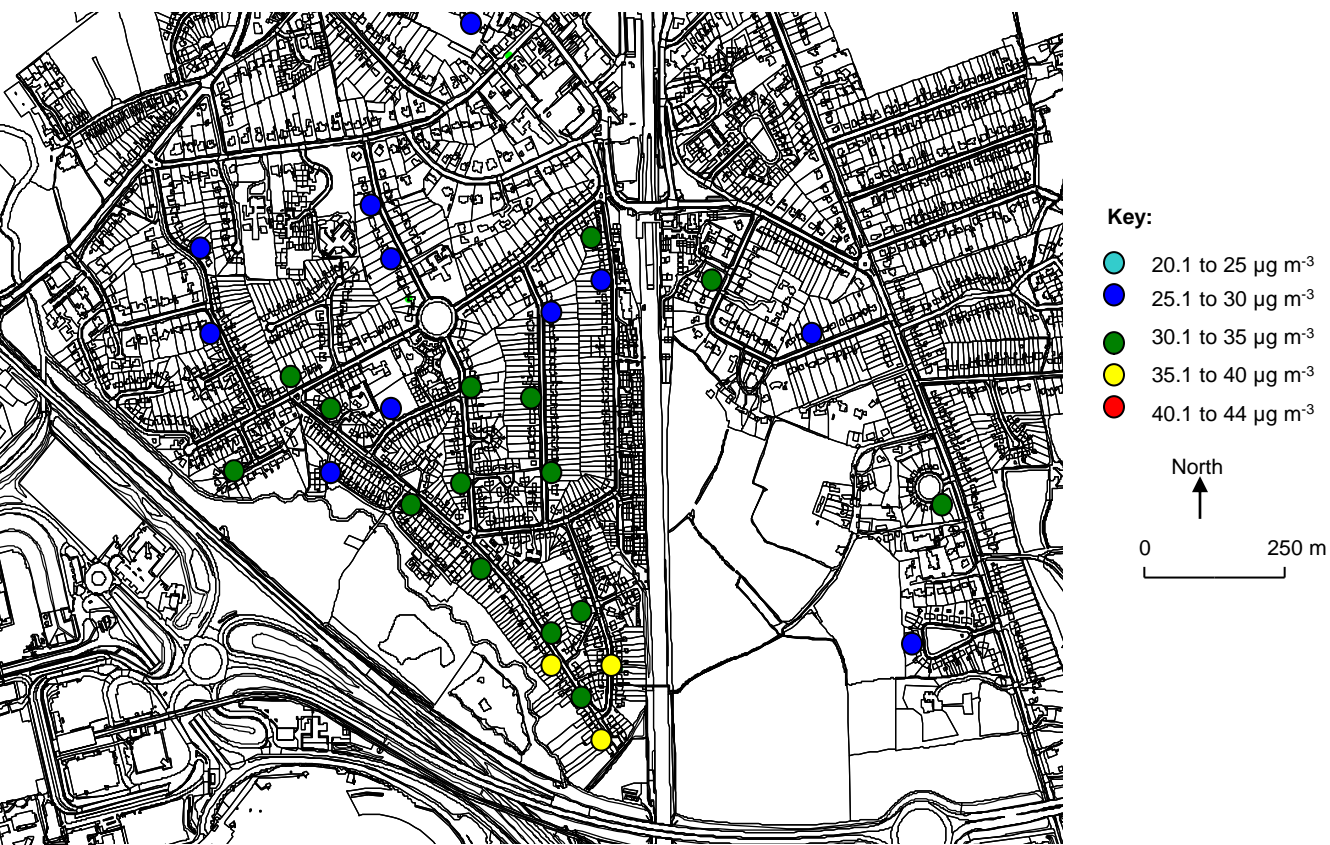 Key:
20.1 to 25 µg m-3
25.1 to 30 µg m-3
30.1 to 35 µg m-3
35.1 to 40 µg m-3
40.1 to 44 µg m-3
North
0 250 m